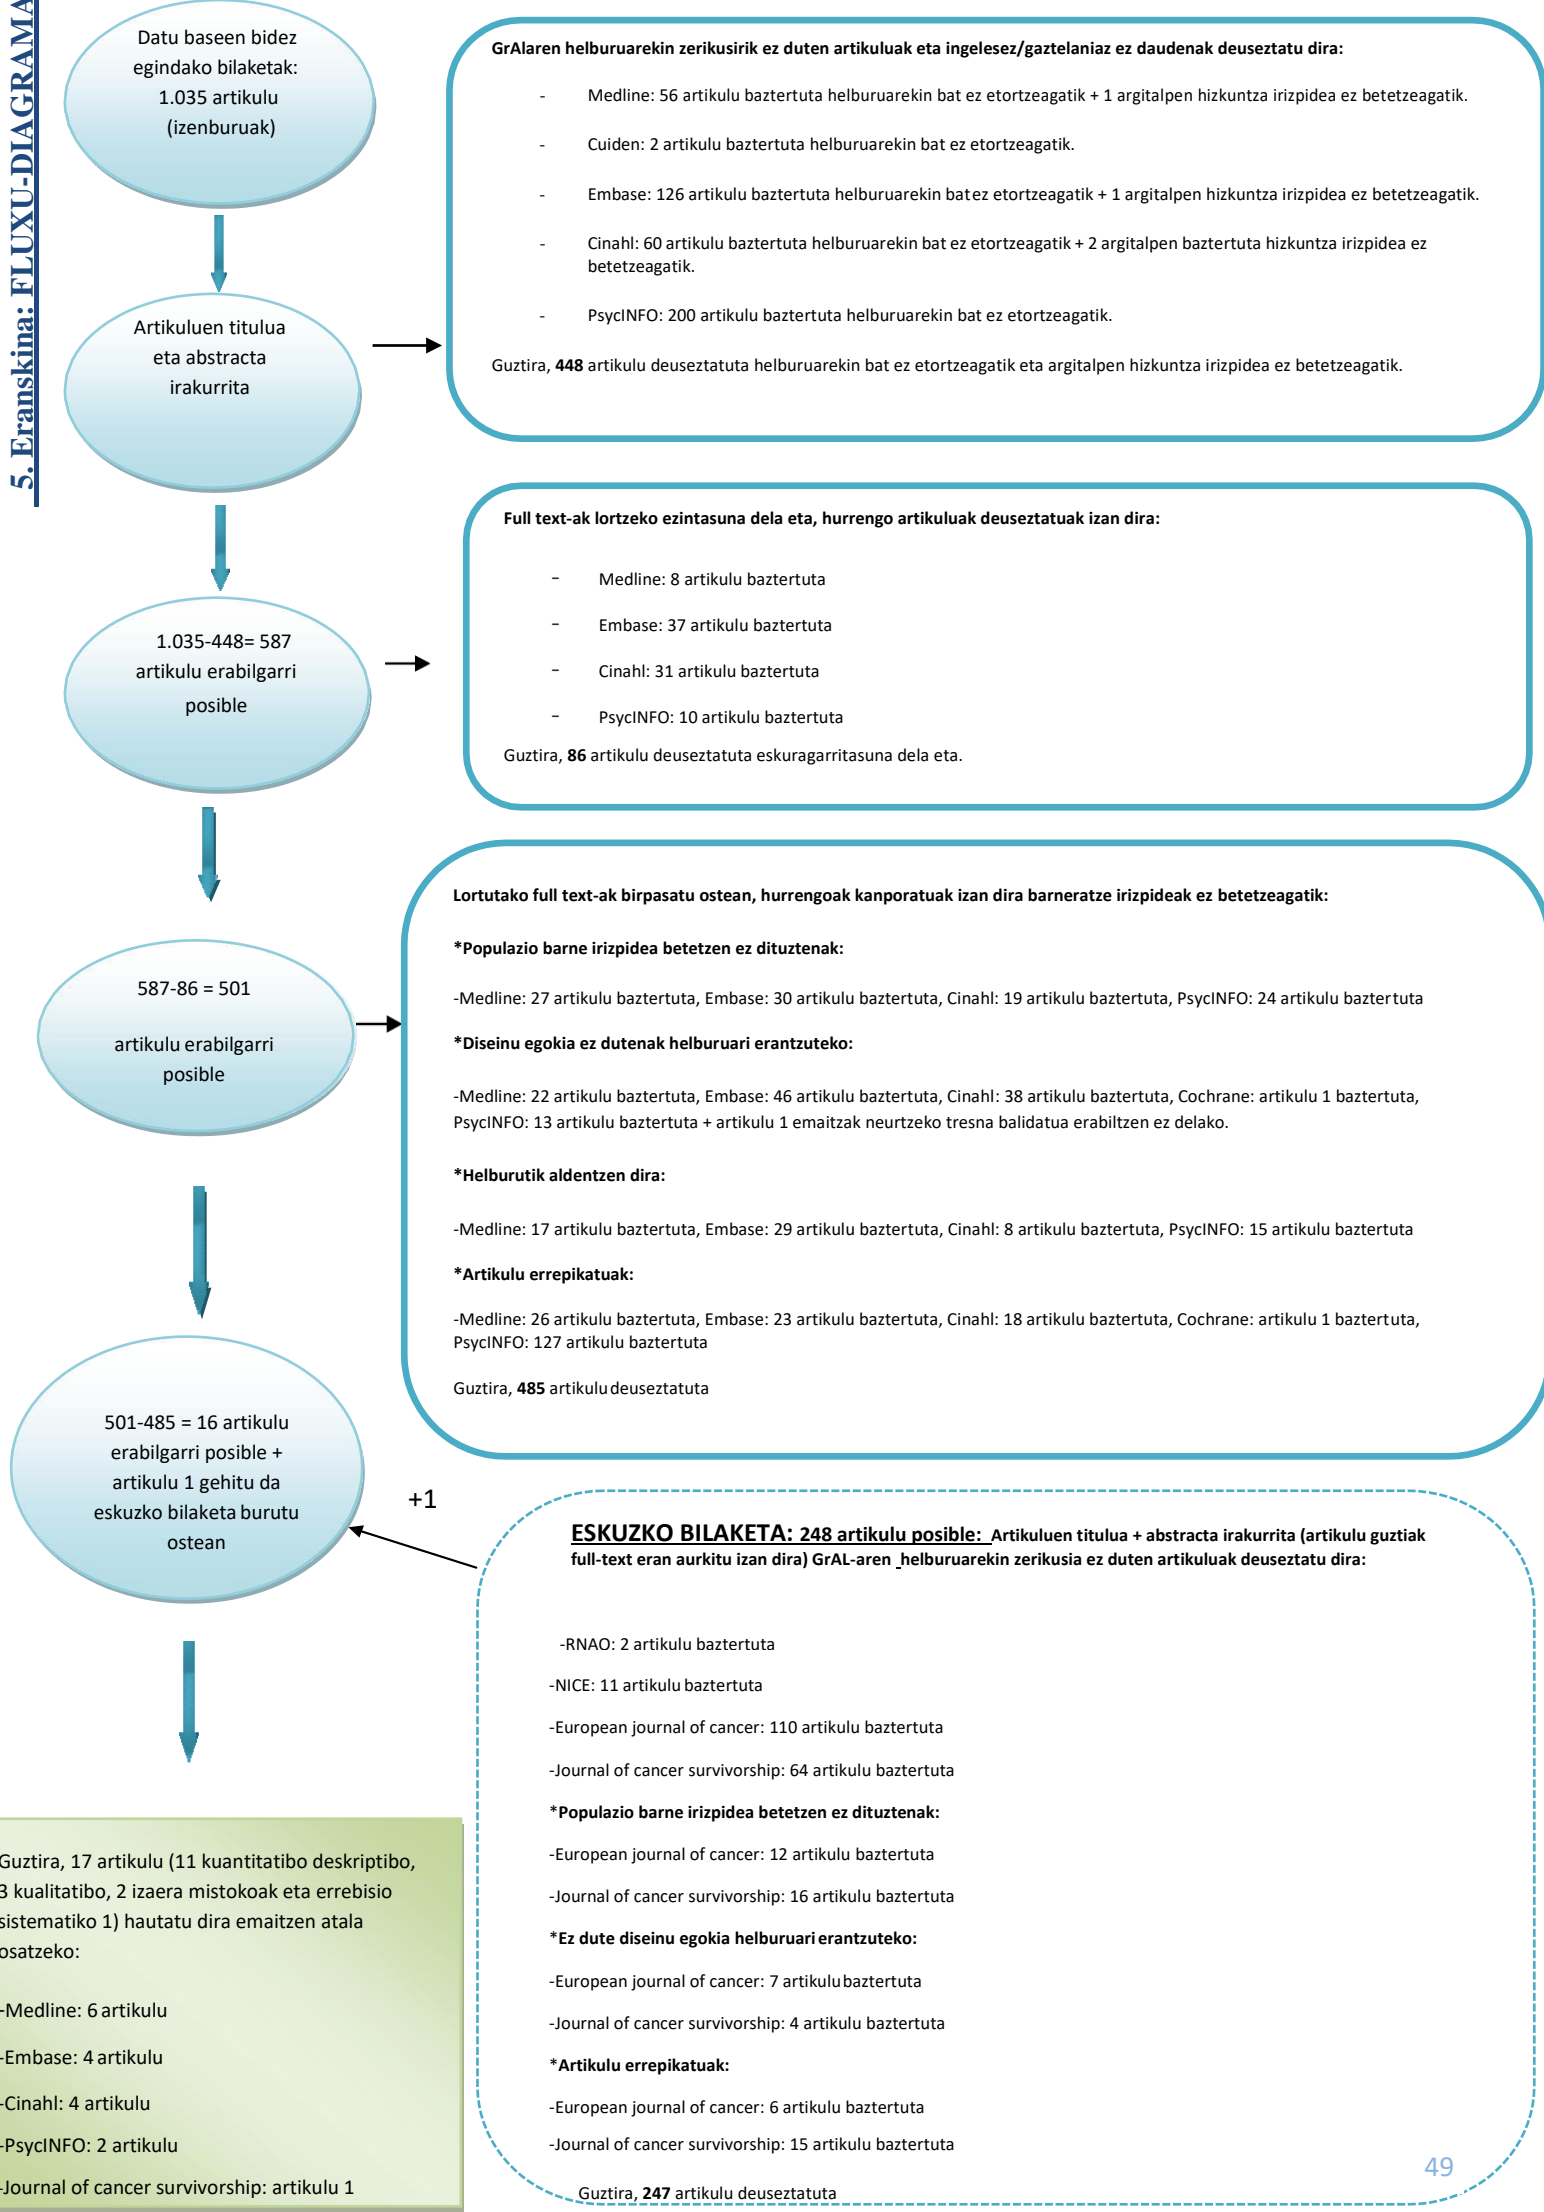 5. Eranskina: FLUXU-DIAGRAMA
Datu baseen bidez
egindako bilaketak:
1.035 artikulu
(izenburuak)
GrAlaren helburuarekin zerikusirik ez duten artikuluak eta ingelesez/gaztelaniaz ez daudenak deuseztatu dira:
- Medline: 56 artikulu baztertuta helburuarekin bat ez etortzeagatik + 1 argitalpen hizkuntza irizpidea ez betetzeagatik.
- Cuiden: 2 artikulu baztertuta helburuarekin bat ez etortzeagatik.
- Embase: 126 artikulu baztertuta helburuarekin bat ez etortzeagatik + 1 argitalpen hizkuntza irizpidea ez betetzeagatik.
- Cinahl: 60 artikulu baztertuta helburuarekin bat ez etortzeagatik + 2 argitalpen baztertuta hizkuntza irizpidea ez
betetzeagatik.
- PsycINFO: 200 artikulu baztertuta helburuarekin bat ez etortzeagatik.
Guztira, 448 artikulu deuseztatuta helburuarekin bat ez etortzeagatik eta argitalpen hizkuntza irizpidea ez betetzeagatik.
Artikuluen titulua
eta abstracta
irakurrita
Full text-ak lortzeko ezintasuna dela eta, hurrengo artikuluak deuseztatuak izan dira:
- Medline: 8 artikulu baztertuta
- Embase: 37 artikulu baztertuta
- Cinahl: 31 artikulu baztertuta
- PsycINFO: 10 artikulu baztertuta
Guztira, 86 artikulu deuseztatuta eskuragarritasuna dela eta.
1.035-448= 587
artikulu erabilgarri
posible
Lortutako full text-ak birpasatu ostean, hurrengoak kanporatuak izan dira barneratze irizpideak ez betetzeagatik:
*Populazio barne irizpidea betetzen ez dituztenak:
-Medline: 27 artikulu baztertuta, Embase: 30 artikulu baztertuta, Cinahl: 19 artikulu baztertuta, PsycINFO: 24 artikulu baztertuta
*Diseinu egokia ez dutenak helburuari erantzuteko:
-Medline: 22 artikulu baztertuta, Embase: 46 artikulu baztertuta, Cinahl: 38 artikulu baztertuta, Cochrane: artikulu 1 baztertuta,
PsycINFO: 13 artikulu baztertuta + artikulu 1 emaitzak neurtzeko tresna balidatua erabiltzen ez delako.
*Helburutik aldentzen dira:
-Medline: 17 artikulu baztertuta, Embase: 29 artikulu baztertuta, Cinahl: 8 artikulu baztertuta, PsycINFO: 15 artikulu baztertuta
*Artikulu errepikatuak:
-Medline: 26 artikulu baztertuta, Embase: 23 artikulu baztertuta, Cinahl: 18 artikulu baztertuta, Cochrane: artikulu 1 baztertuta,
PsycINFO: 127 artikulu baztertuta
Guztira, 485 artikulu deuseztatuta
587-86 = 501
artikulu erabilgarri
posible
501-485 = 16 artikulu
erabilgarri posible +
artikulu 1 gehitu da
eskuzko bilaketa burutu
ostean
+1
ESKUZKO BILAKETA: 248 artikulu posible: Artikuluen titulua + abstracta irakurrita (artikulu guztiak
full-text eran aurkitu izan dira) GrAL-aren helburuarekin zerikusia ez duten artikuluak deuseztatu dira:
-RNAO: 2 artikulu baztertuta
-NICE: 11 artikulu baztertuta
-European journal of cancer: 110 artikulu baztertuta
-Journal of cancer survivorship: 64 artikulu baztertuta
*Populazio barne irizpidea betetzen ez dituztenak:
-European journal of cancer: 12 artikulu baztertuta
-Journal of cancer survivorship: 16 artikulu baztertuta
*Ez dute diseinu egokia helburuari erantzuteko:
-European journal of cancer: 7 artikulu baztertuta
-Journal of cancer survivorship: 4 artikulu baztertuta
*Artikulu errepikatuak:
-European journal of cancer: 6 artikulu baztertuta
-Journal of cancer survivorship: 15 artikulu baztertuta
Guztira, 247 artikulu deuseztatuta
Guztira, 17 artikulu (11 kuantitatibo deskriptibo,
3 kualitatibo, 2 izaera mistokoak eta errebisio
sistematiko 1) hautatu dira emaitzen atala
osatzeko:
-Medline: 6 artikulu
-Embase: 4 artikulu
-Cinahl: 4 artikulu
-PsycINFO: 2 artikulu
-Journal of cancer survivorship: artikulu 1
49